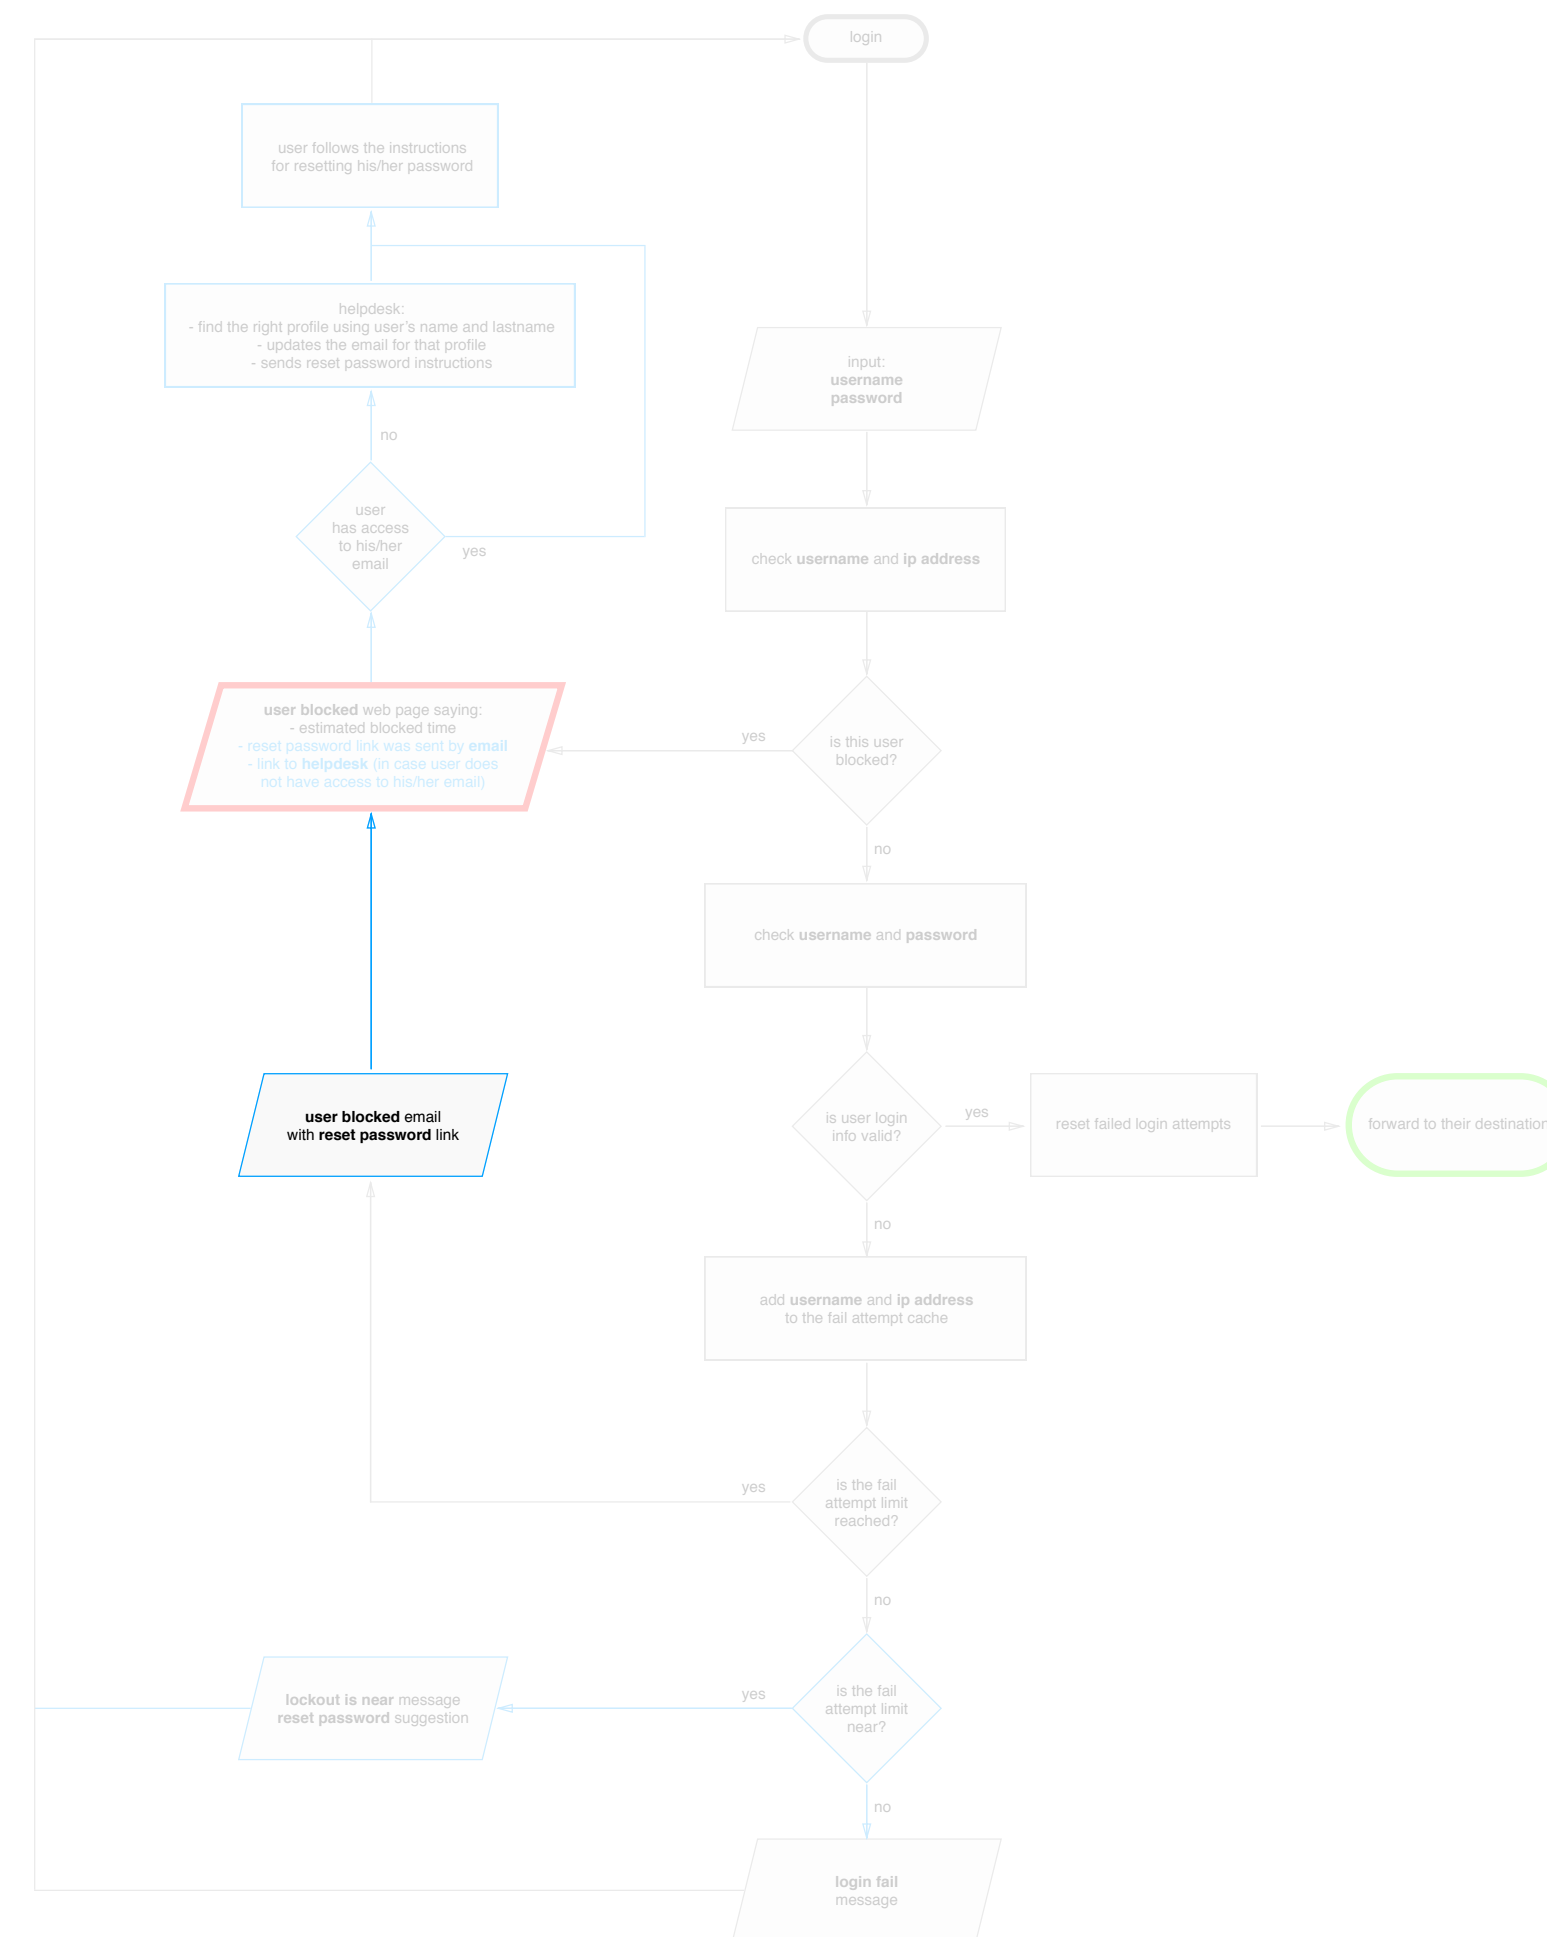 login
user follows the instructions
for resetting his/her password
helpdesk:
- find the right profile using user’s name and lastname
- updates the email for that profile
- sends reset password instructions
input:
username
password
no
user
has access
to his/her
email
yes
check username and ip address
user blocked web page saying:
- estimated blocked time
- reset password link was sent by email
- link to helpdesk (in case user does
not have access to his/her email)
yes
is this user
blocked?
no
check username and password
user blocked email
with reset password link
is user login
info valid?
yes
reset failed login attempts
forward to their destination
no
add username and ip address
to the fail attempt cache
yes
is the fail
attempt limit
reached?
no
lockout is near message
reset password suggestion
yes
is the fail
attempt limit
near?
no
login fail
message